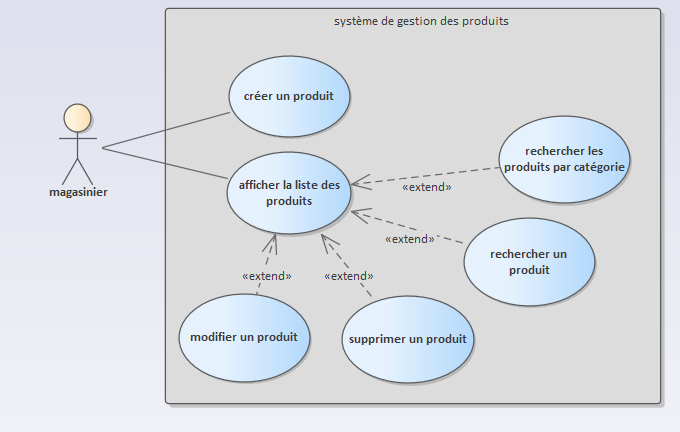 système de gestion des produits
créer un produit
magasinier
afficher la liste des
produits
rechercher les
produits par catégorie
«extend»
«extend»
rechercher un
produit
«extend»
«extend»
modifier un produit
supprimer un produit